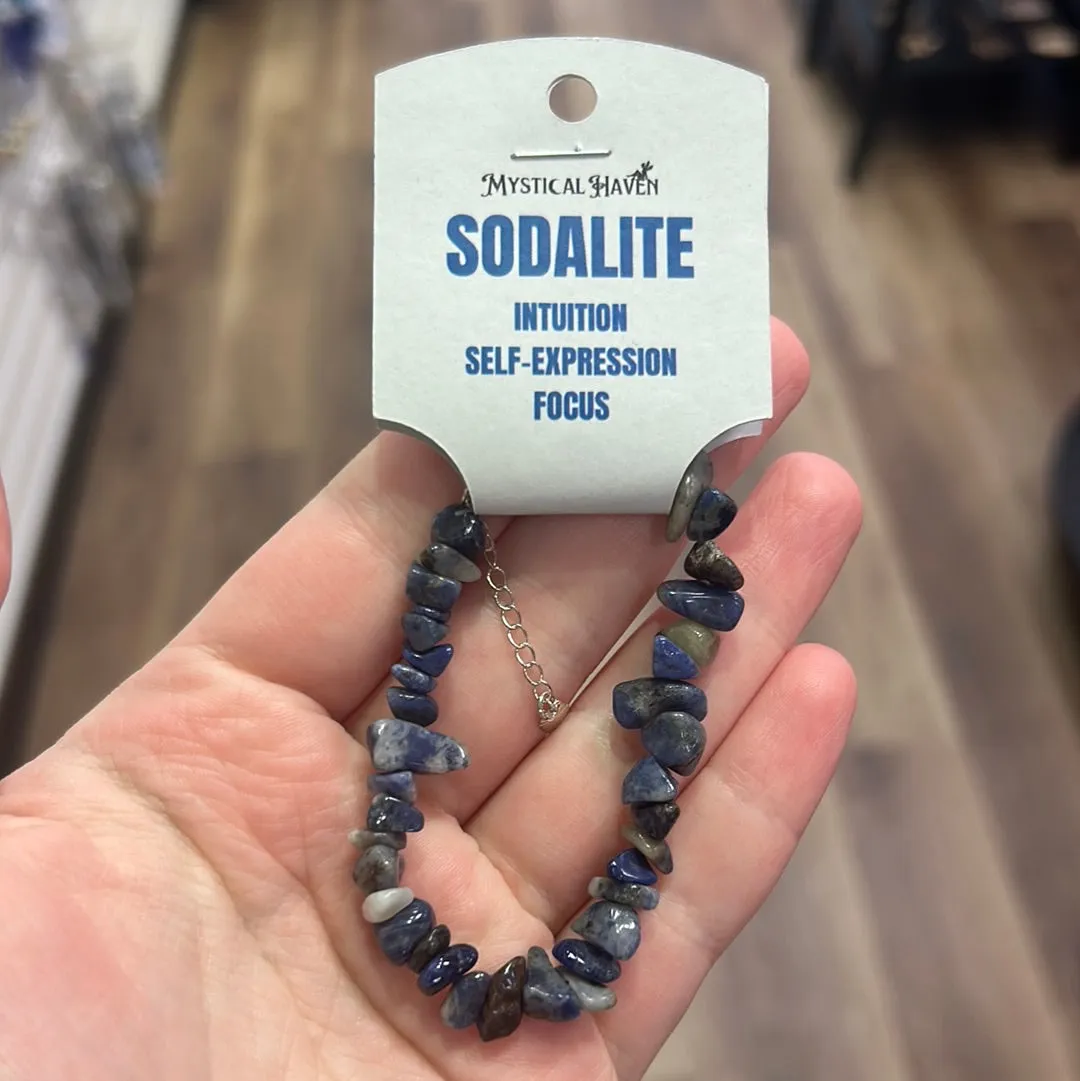 Mystical Haven
SODALITE
INTUITION
SELF-EXPRESSION
FOCUS